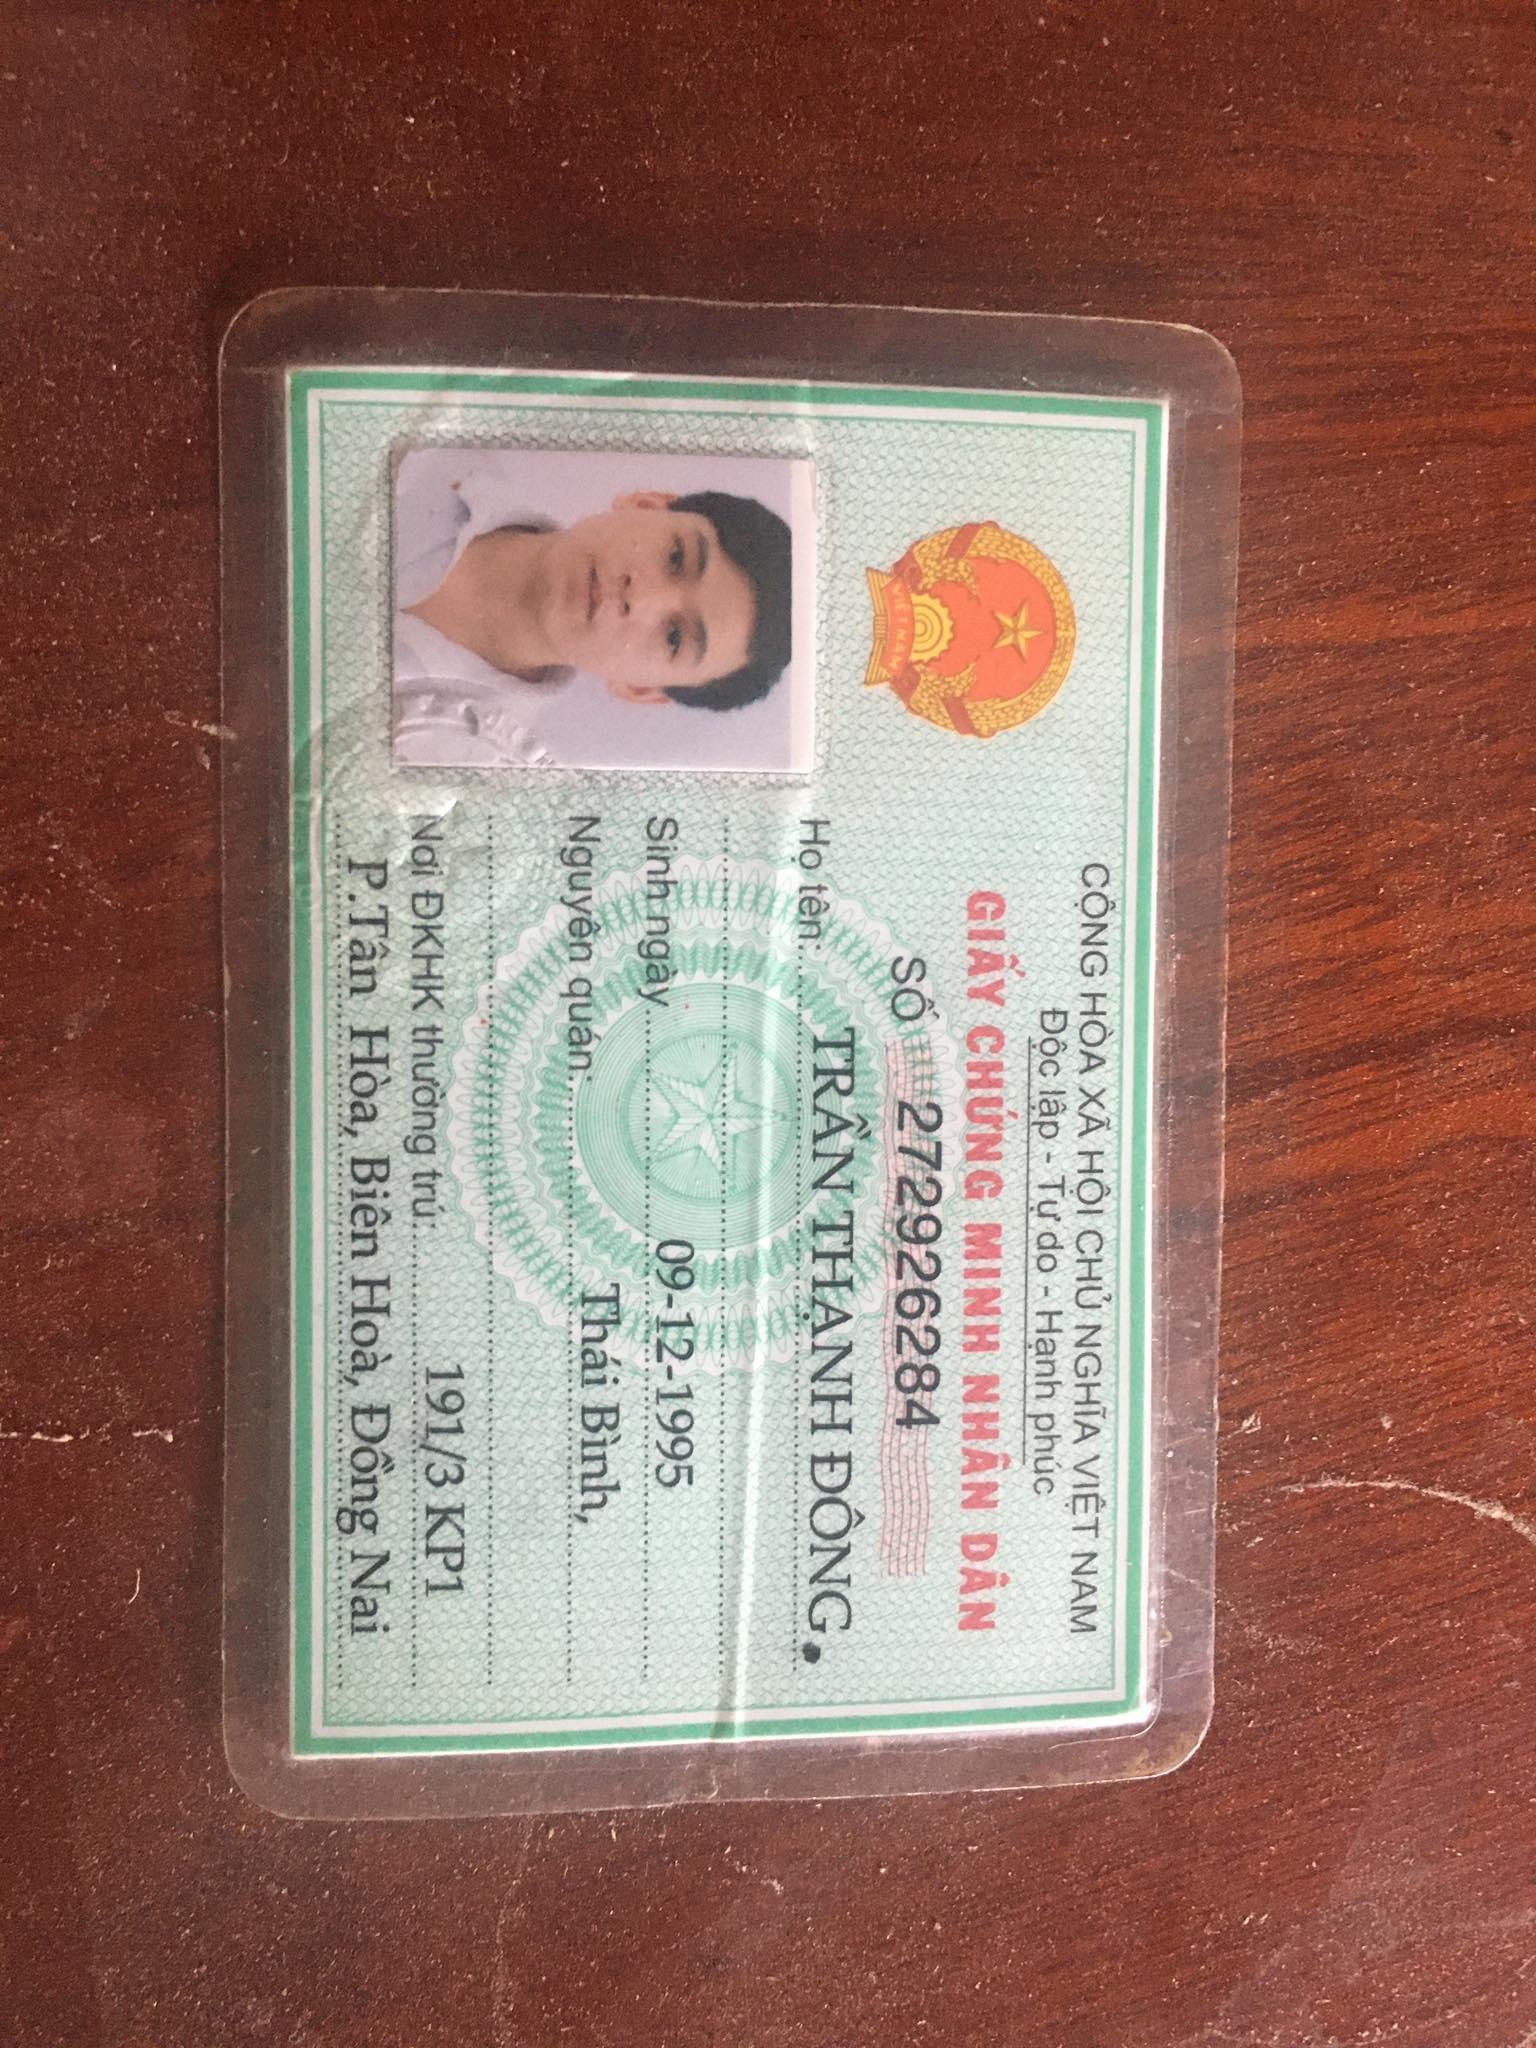 CỘNG HÒA XÃ HỘI CHỦ NGHĨA VIỆT NAM
Độc lập - Tự do - Hạnh phúc
GIẤY CHỨNG MINH NHÂN DÂN
SỐ 272926284
Họ tên: TRẦN THẠNH ĐÔNG
Sinh ngày 09-12-1995
Nguyên quán: Thái Bình,
Nơi ĐKHK thường trú: 191/3 KP1
P.Tân Hòa, Biên Hoà, Đồng Nai
VIỆT NAM